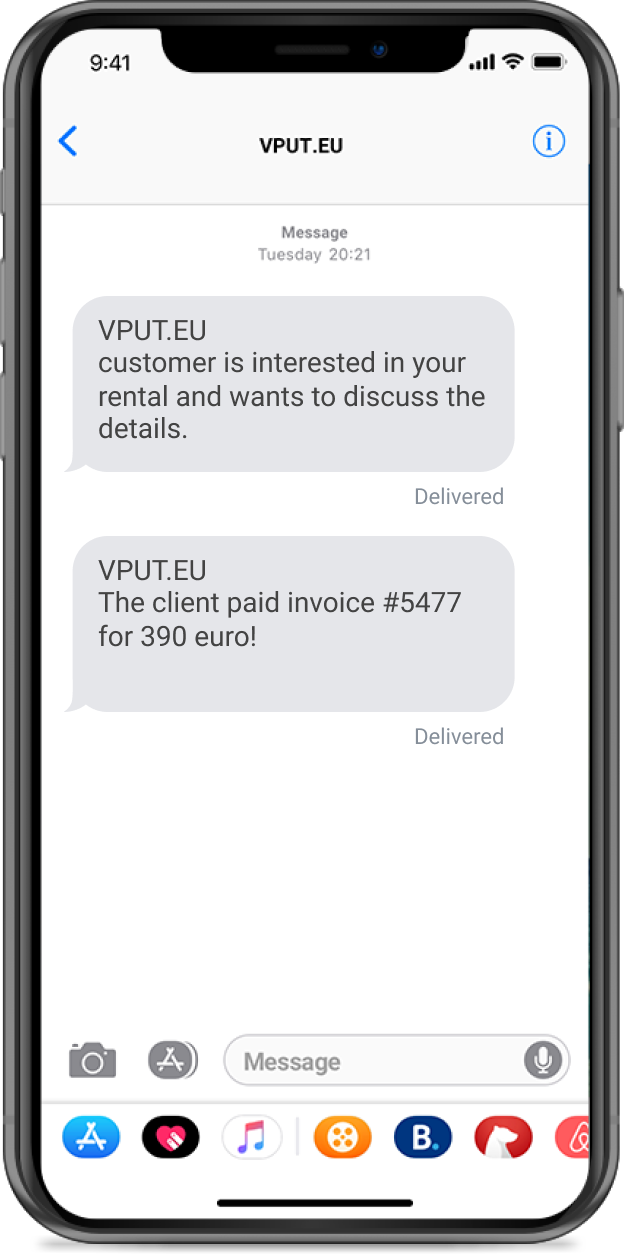 9:41
VPUT.EU
Message
Tuesday 20:21
VPUT.EU
customer is interested in your
rental and wants to discuss the
details.
Delivered
VPUT.EU
The client paid invoice #5477
for 390 euro!
Delivered
Message
B.